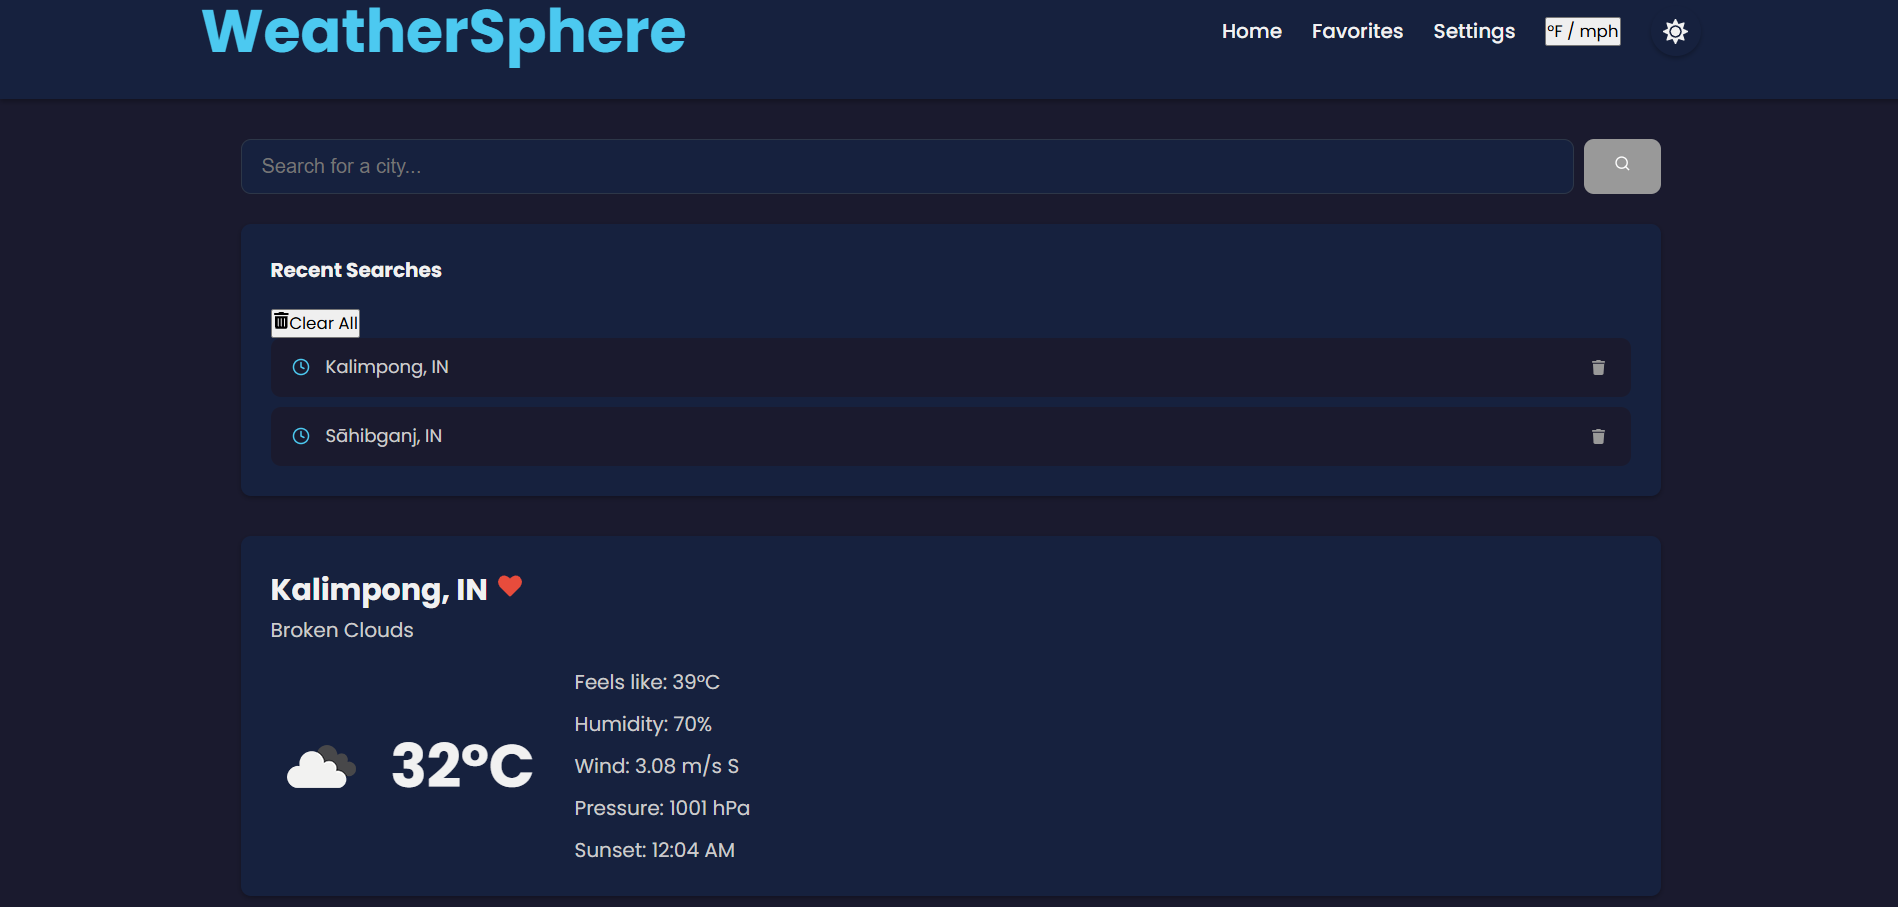 WeatherSphere
Home Favorites Settings °F / mph
Search for a city...
Recent Searches
Clear All
Kalimpong, IN
Sāhibganj, IN
Kalimpong, IN
Broken Clouds
32°C
Feels like: 39°C
Humidity: 70%
Wind: 3.08 m/s S
Pressure: 1001 hPa
Sunset: 12:04 AM